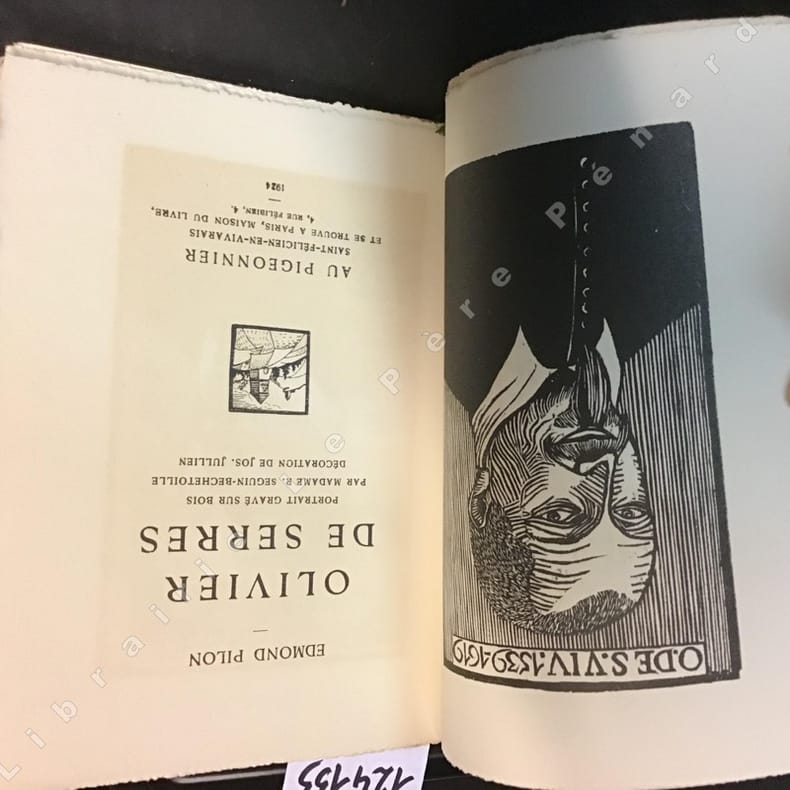 EDMOND PILON
OLIVIER
DE SERRES
PORTRAIT GRAVÉ SUR BOIS
PAR MADAME B. SEGUIN-BECHETOILLE
DÉCORATION DE JOS. JULLIEN
AU PIGEONNIER
SAINT-FÉLICIEN-EN-VIVARAIS
ET SE TROUVE A PARIS, MAISON DU LIVRE,
4, RUE FÉLIBIEN, 4.
1924
O.DE S.VIV.1539-1619
124133
Librairie Le Père Pénard